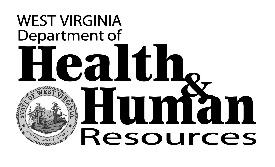 WEST VIRGINIA
Department of
Health
&
Human
Resources